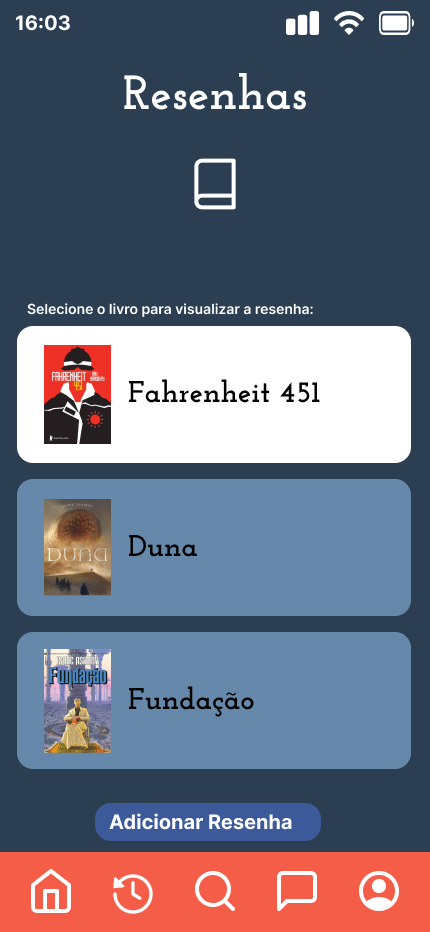 16:03
Resenhas
Selecione o livro para visualizar a resenha:
FAHRENHEIT
451
Fahrenheit 451
DUNA
Duna
ISAAC ASIMOV
Fundação
Fundação
Adicionar Resenha